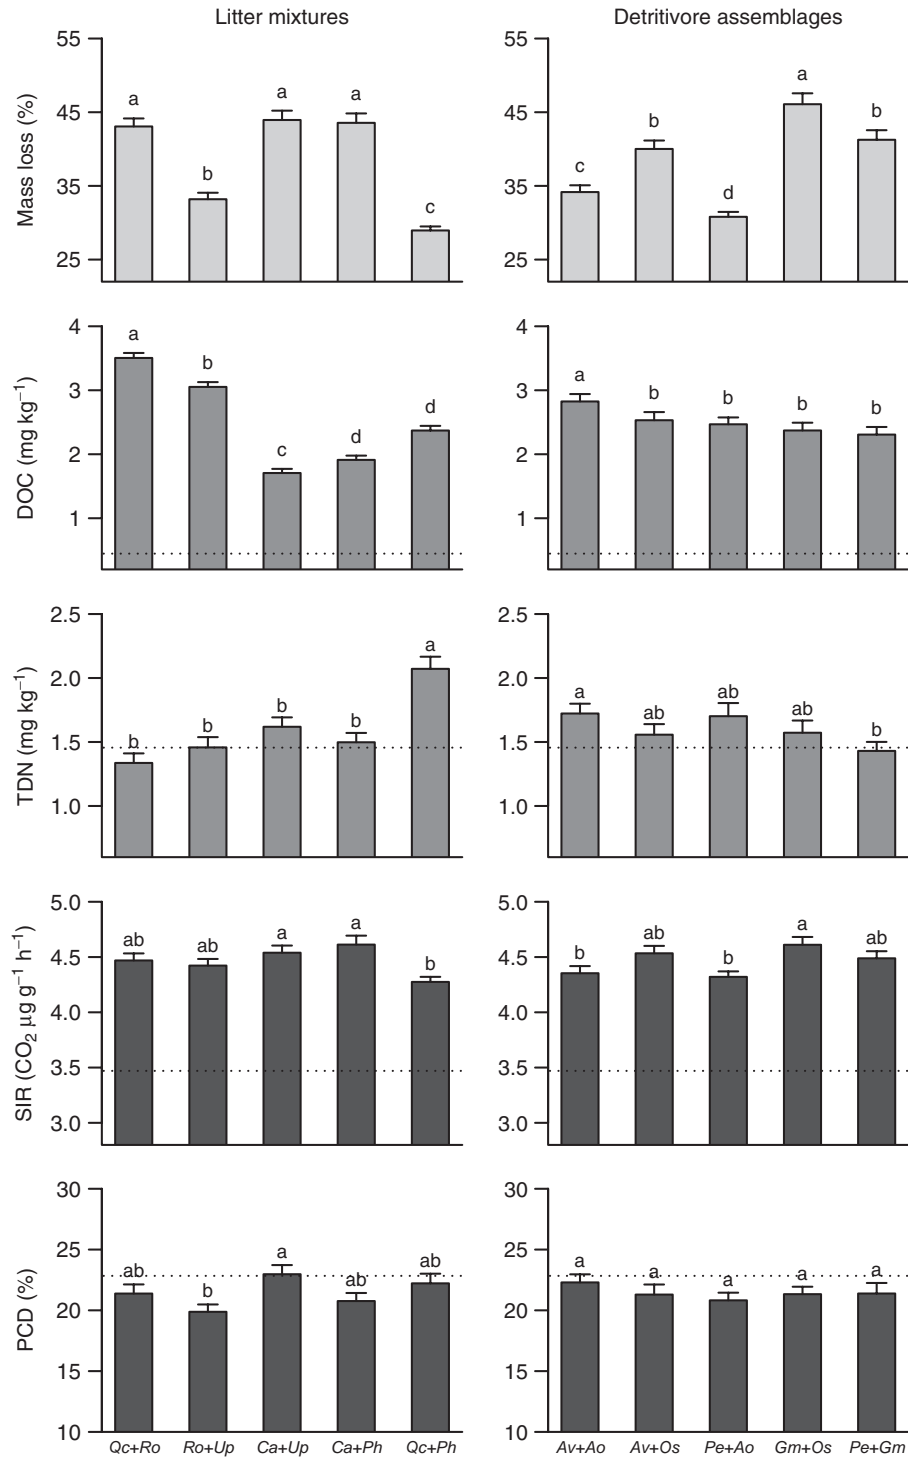 Litter mixtures
Detritivore assemblages
Mass loss (%)
55
45
35
25
a
b
a
a
c
55
45
35
25
c
b
d
a
b
DOC (mg kg⁻¹)
4
3
2
1
a
b
c
d
d
4
3
2
1
a
b
b
b
b
TDN (mg kg⁻¹)
2.5
2.0
1.5
1.0
b
b
b
b
a
2.5
2.0
1.5
1.0
a
ab
ab
ab
b
SIR (CO₂ μg g⁻¹ h⁻¹)
5.0
4.5
4.0
3.5
3.0
ab
ab
a
a
b
5.0
4.5
4.0
3.5
3.0
b
ab
b
a
ab
PCD (%)
30
25
20
15
10
ab
b
a
ab
ab
30
25
20
15
10
a
a
a
a
a
Qc+Ro Ro+Up Ca+Up Ca+Ph Qc+Ph
Av+Ao Av+Os Pe+Ao Gm+Os Pe+Gm